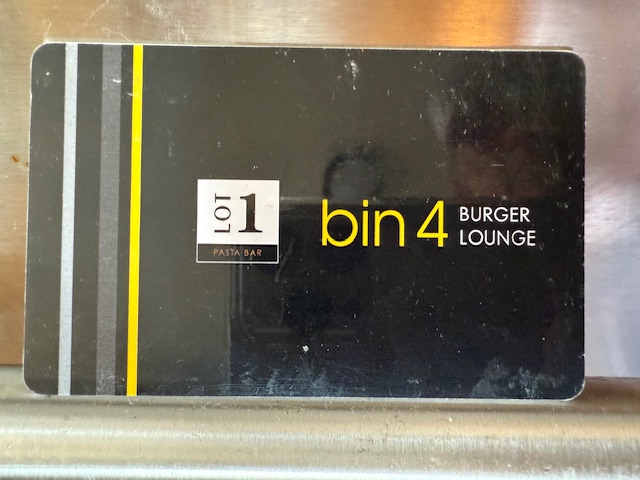 LOT 1
PASTA BAR
bin 4
BURGER
LOUNGE